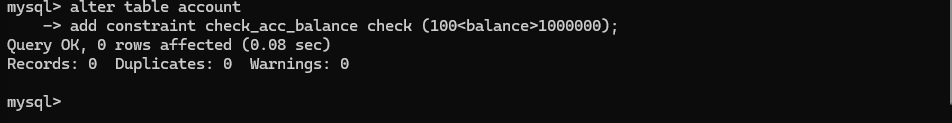 mysql> alter table account
    -> add constraint check_acc_balance check (100<balance>1000000);
Query OK, 0 rows affected (0.08 sec)
Records: 0  Duplicates: 0  Warnings: 0
mysql>